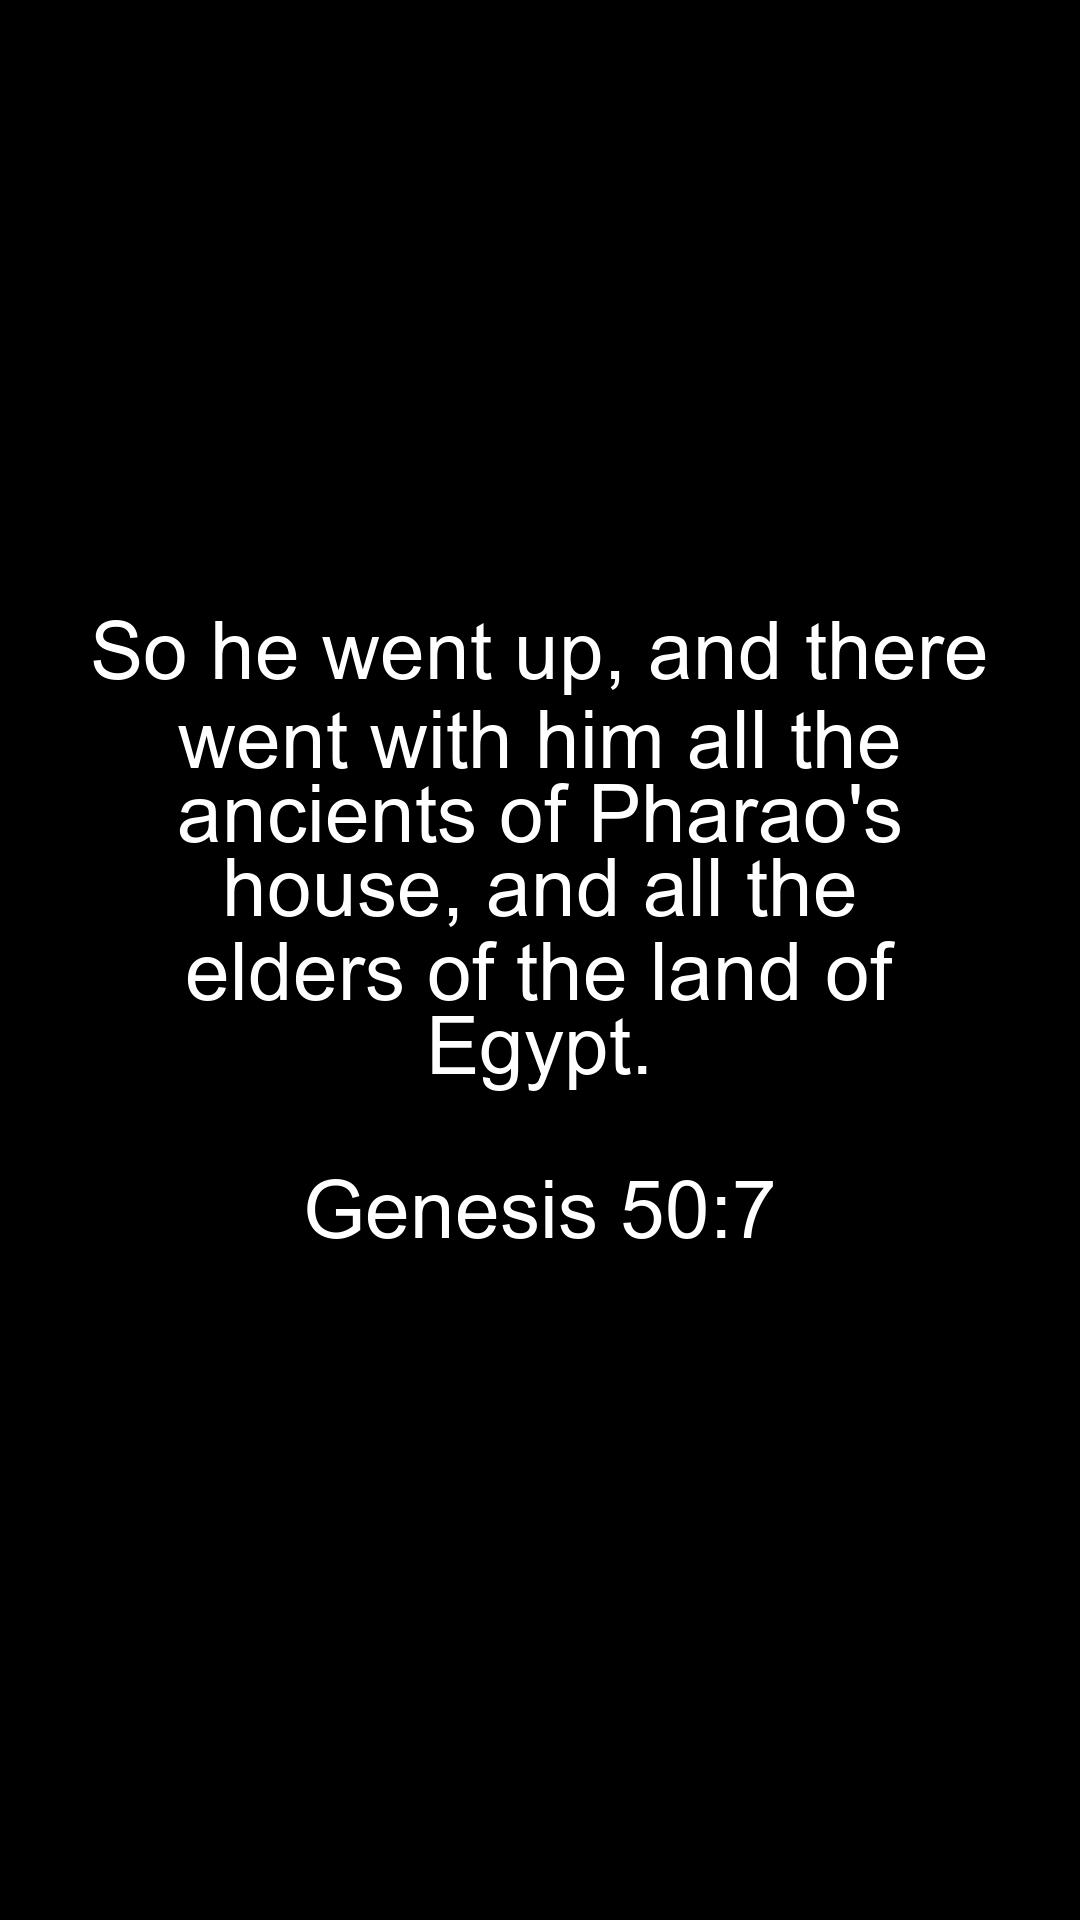 So he went up, and there
went with him all the
ancients of Pharao's
house, and all the
elders of the land of
Egypt.
Genesis 50:7